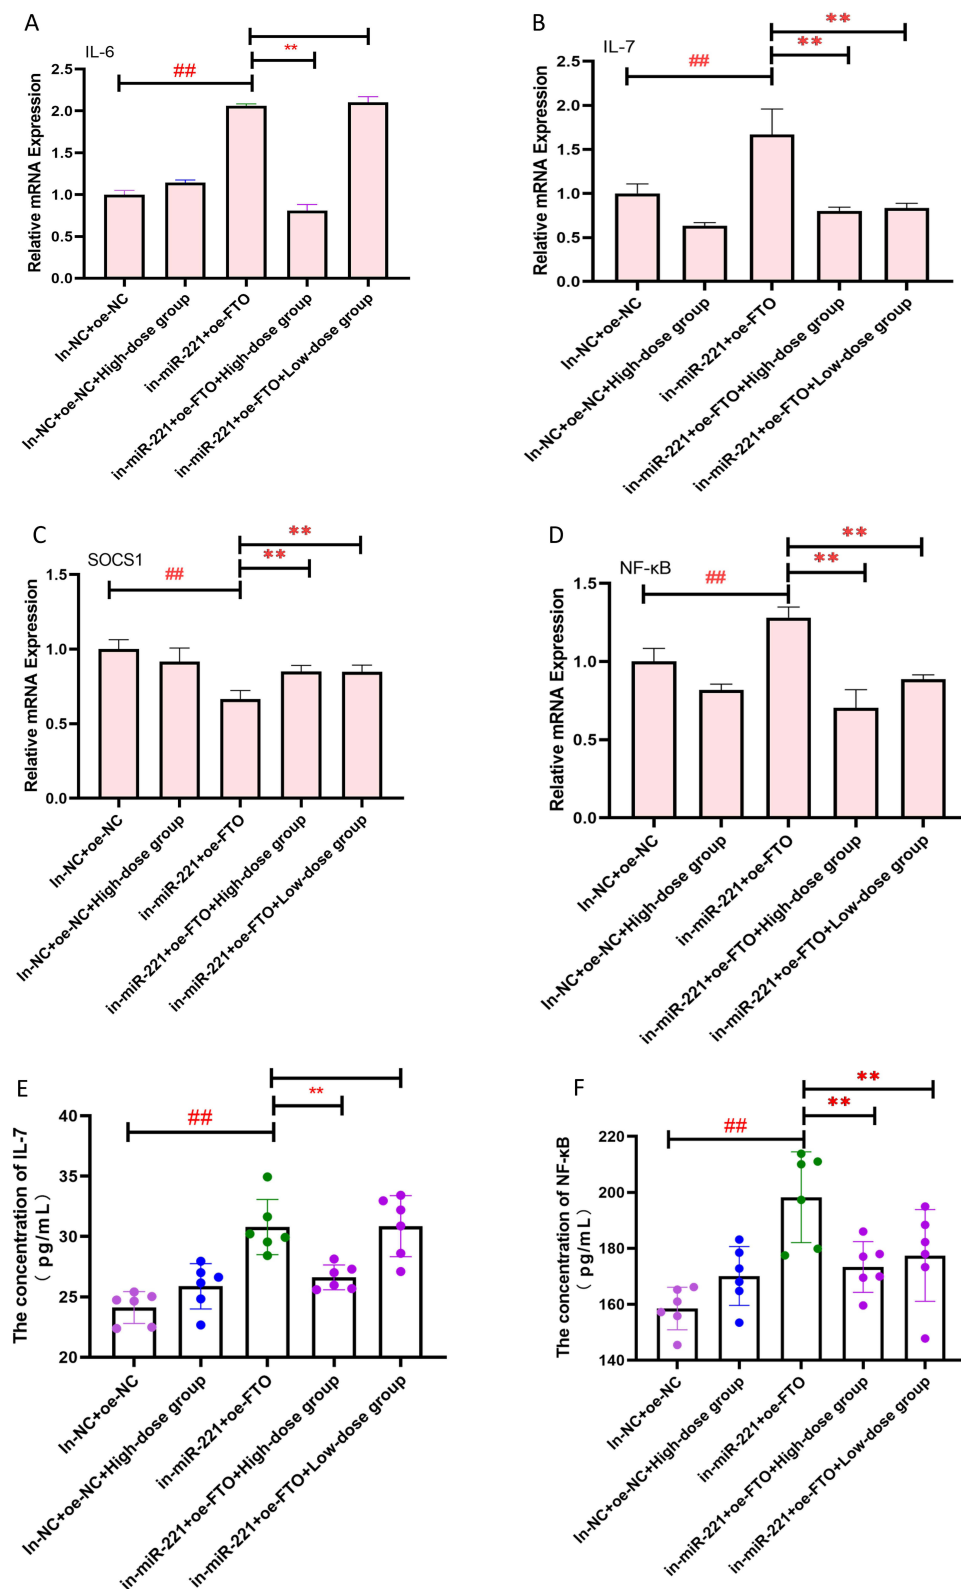 A
IL-6
**
##
Relative mRNA Expression
2.5
2.0
1.5
1.0
0.5
0.0
In-NC+oe-NC
In-NC+oe-NC+High-dose group
in-miR-221+oe-FTO
in-miR-221+oe-FTO+High-dose group
in-miR-221+oe-FTO+Low-dose group
B
IL-7
**
**
##
Relative mRNA Expression
2.5
2.0
1.5
1.0
0.5
0.0
In-NC+oe-NC
In-NC+oe-NC+High-dose group
in-miR-221+oe-FTO
in-miR-221+oe-FTO+High-dose group
in-miR-221+oe-FTO+Low-dose group
C
SOCS1
**
**
##
Relative mRNA Expression
1.5
1.0
0.5
0.0
In-NC+oe-NC
In-NC+oe-NC+High-dose group
in-miR-221+oe-FTO
in-miR-221+oe-FTO+High-dose group
in-miR-221+oe-FTO+Low-dose group
D
NF-κB
**
**
##
Relative mRNA Expression
1.5
1.0
0.5
0.0
In-NC+oe-NC
In-NC+oe-NC+High-dose group
in-miR-221+oe-FTO
in-miR-221+oe-FTO+High-dose group
in-miR-221+oe-FTO+Low-dose group
E
**
##
The concentration of IL-7
（ pg/mL）
40
35
30
25
20
In-NC+oe-NC
In-NC+oe-NC+High-dose group
in-miR-221+oe-FTO
in-miR-221+oe-FTO+High-dose group
in-miR-221+oe-FTO+Low-dose group
F
**
**
##
The concentration of NF-κB
（ pg/mL）
220
200
180
160
140
In-NC+oe-NC
In-NC+oe-NC+High-dose group
in-miR-221+oe-FTO
in-miR-221+oe-FTO+High-dose group
in-miR-221+oe-FTO+Low-dose group